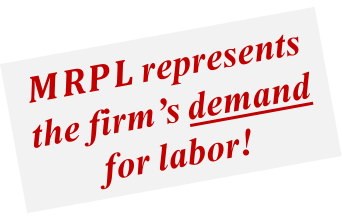 MRPL represents
the firm's demand
for labor!